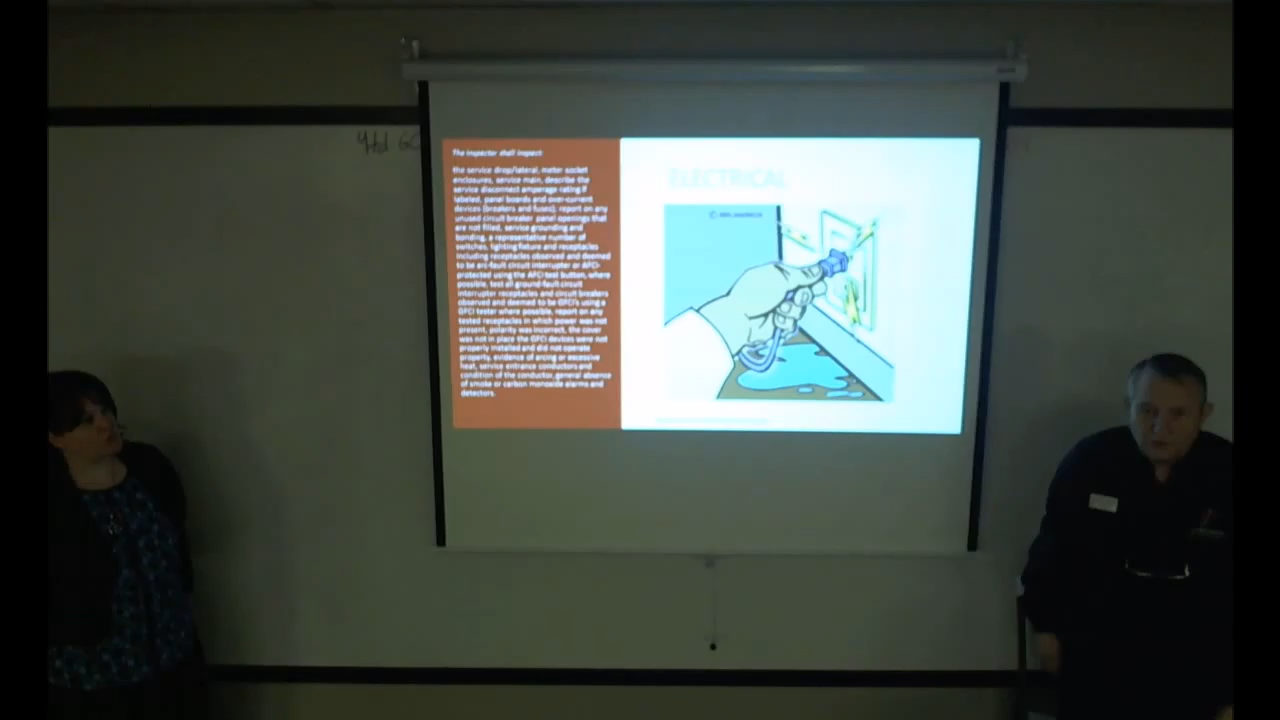 The inspector shall inspect:
the service drop/lateral, meter socket
enclosures, service main, describe the
service disconnect amperage rating if
labeled, panel boards and over-current
devices (breakers and fuses), report on any
unused circuit breaker panel openings that
are not filled, service grounding and
bonding, a representative number of
switches, lighting fixture and receptacles
including receptacles observed and deemed
to be arc-fault circuit interrupter or AFCI-
protected using the AFCI test button, where
possible, test all ground-fault circuit
interrupter receptacles and circuit breakers
observed and deemed to be GFCI's using a
GFCI tester where possible, report on any
tested receptacles in which power was not
present, polarity was incorrect, the cover
was not in place the GFCI devices were not
properly installed and did not operate
property, evidence of arcing or excessive
heat, service entrance conductors and
condition of the conductor, general absence
of smoke or carbon monoxide alarms and
detectors.
ELECTRICAL